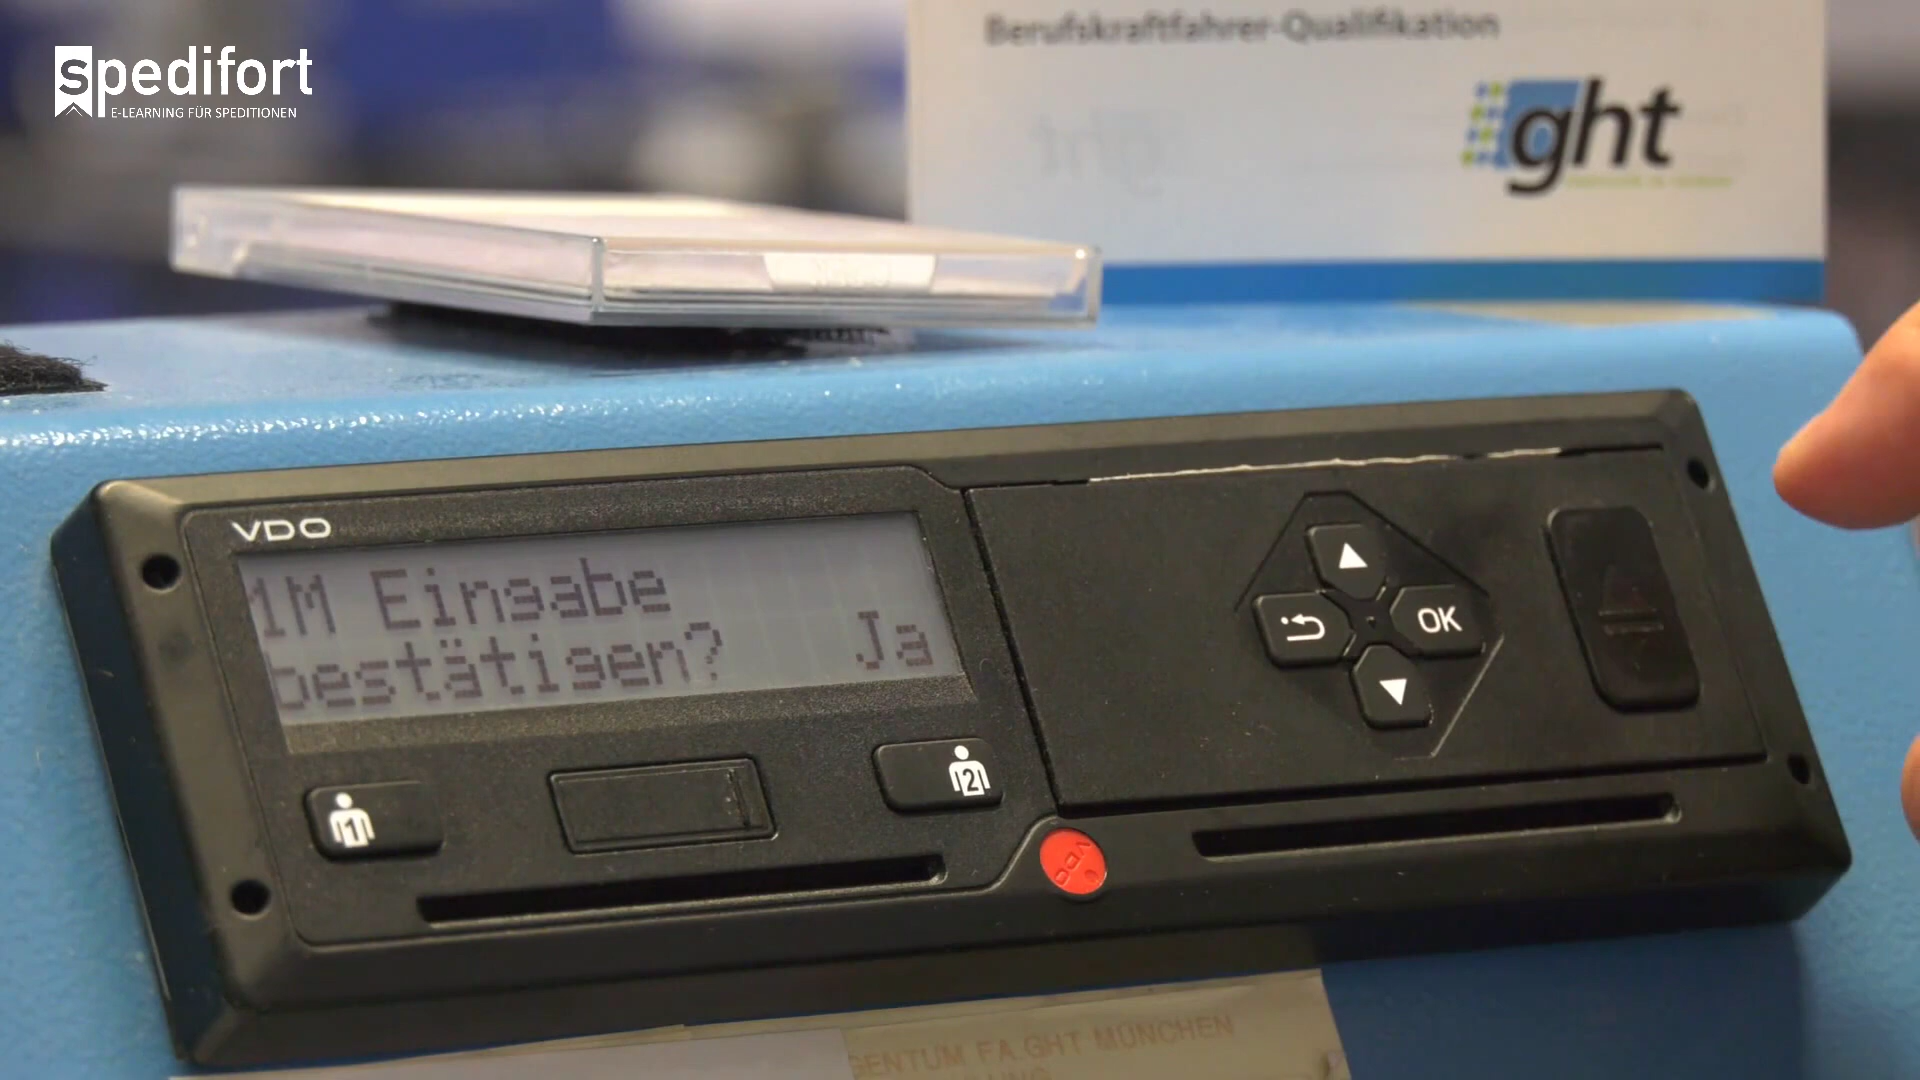 spedifort
E-LEARNING FÜR SPEDITIONEN
Berufskraftfahrer-Qualifikation
ght
VDO
1M Eingabe
bestätigen? Ja
OK
1
2
VDO
GENTUM FA.GHT MÜNCHEN